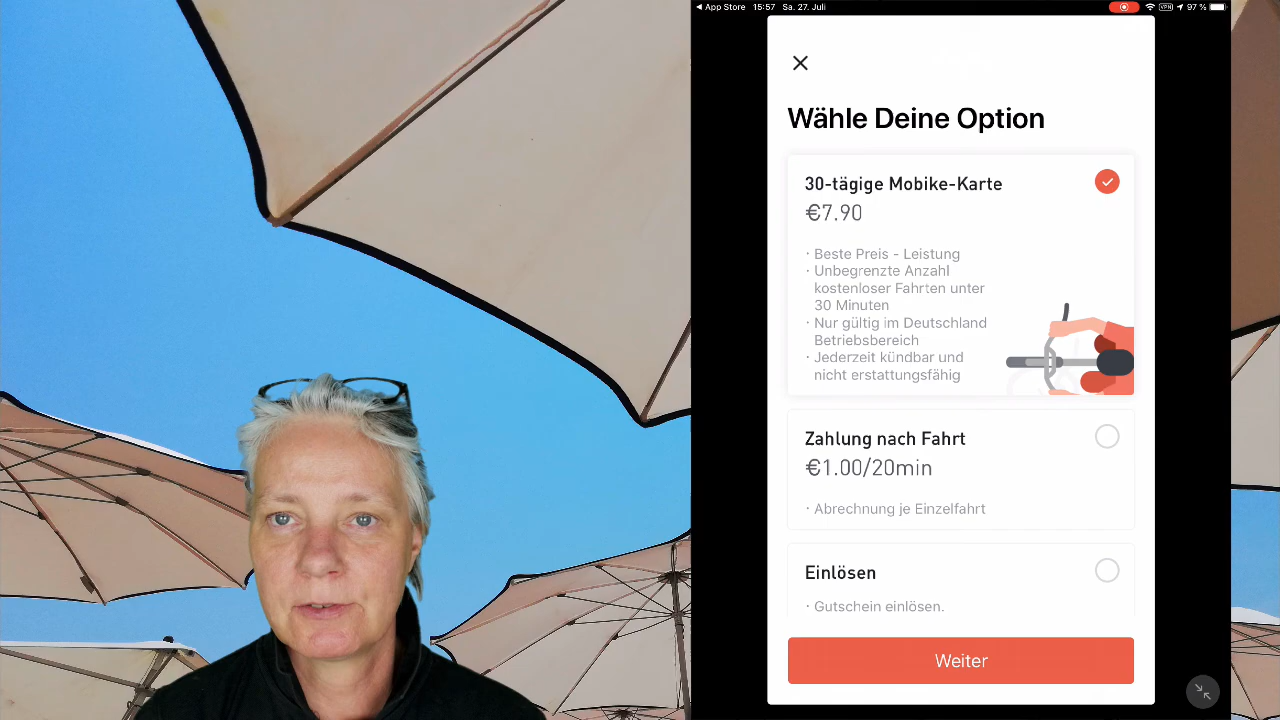 App Store 15:57 Sa. 27. Juli
VPN 97 %
Wähle Deine Option
30-tägige Mobike-Karte
€7.90
· Beste Preis - Leistung
· Unbegrenzte Anzahl
kostenloser Fahrten unter
30 Minuten
· Nur gültig im Deutschland
Betriebsbereich
· Jederzeit kündbar und
nicht erstattungsfähig
Zahlung nach Fahrt
€1.00/20min
· Abrechnung je Einzelfahrt
Einlösen
· Gutschein einlösen.
Weiter